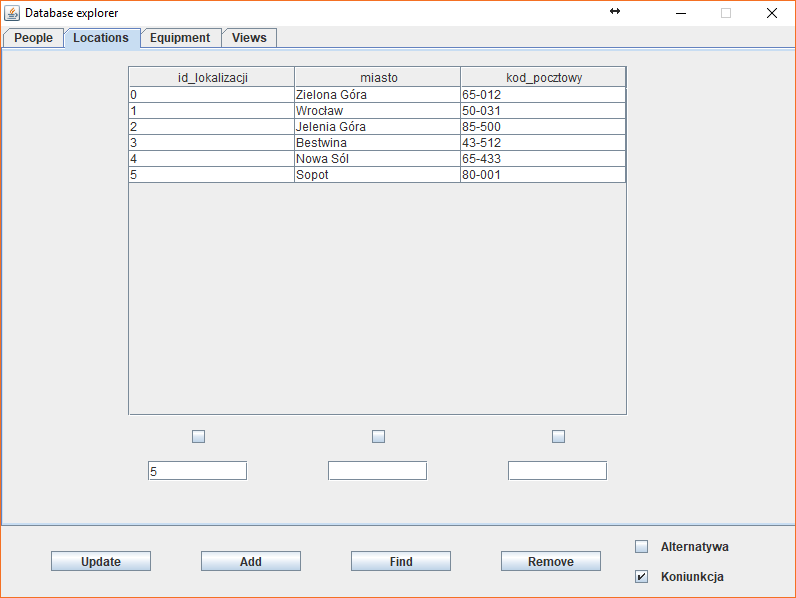 Database explorer
People Locations Equipment Views
id_lokalizacji miasto kod_pocztowy
0 Zielona Góra 65-012
1 Wrocław 50-031
2 Jelenia Góra 85-500
3 Bestwina 43-512
4 Nowa Sól 65-433
5 Sopot 80-001
5
Alternatywa
Update Add Find Remove
Koniunkcja